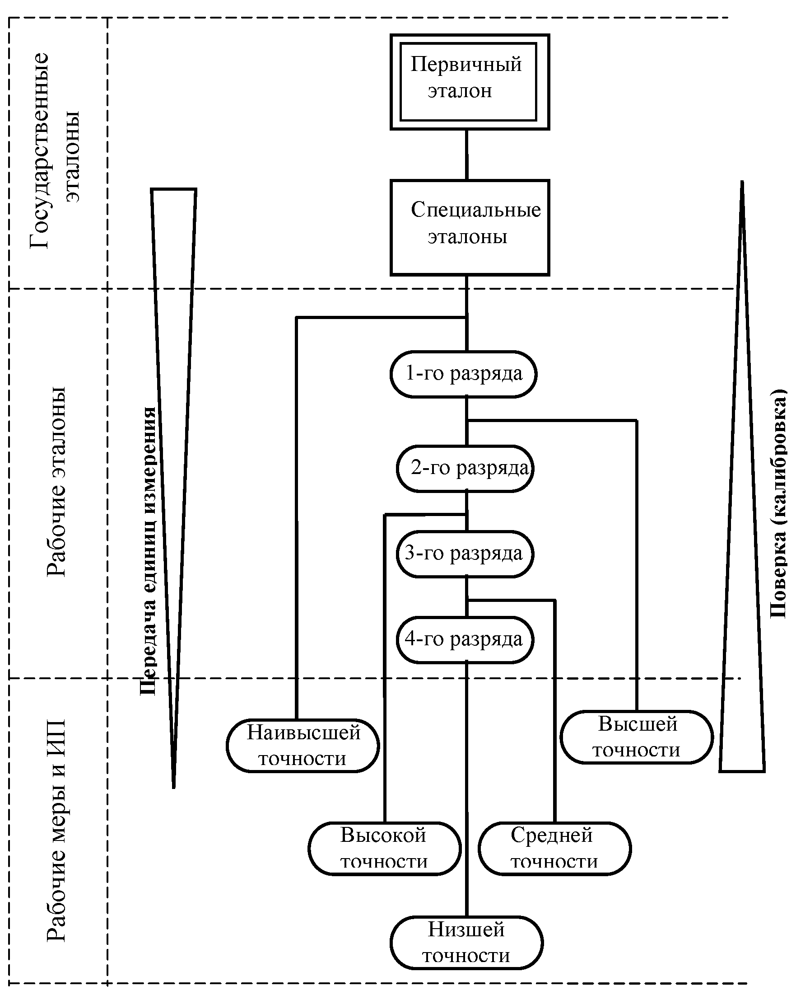 Государственные
эталоны
Первичный
эталон
Специальные
эталоны
Рабочие эталоны
Передача единиц измерения
1-го разряда
2-го разряда
3-го разряда
4-го разряда
Поверка (калибровка)
Рабочие меры и ИП
Наивысшей
точности
Высшей
точности
Высокой
точности
Средней
точности
Низшей
точности